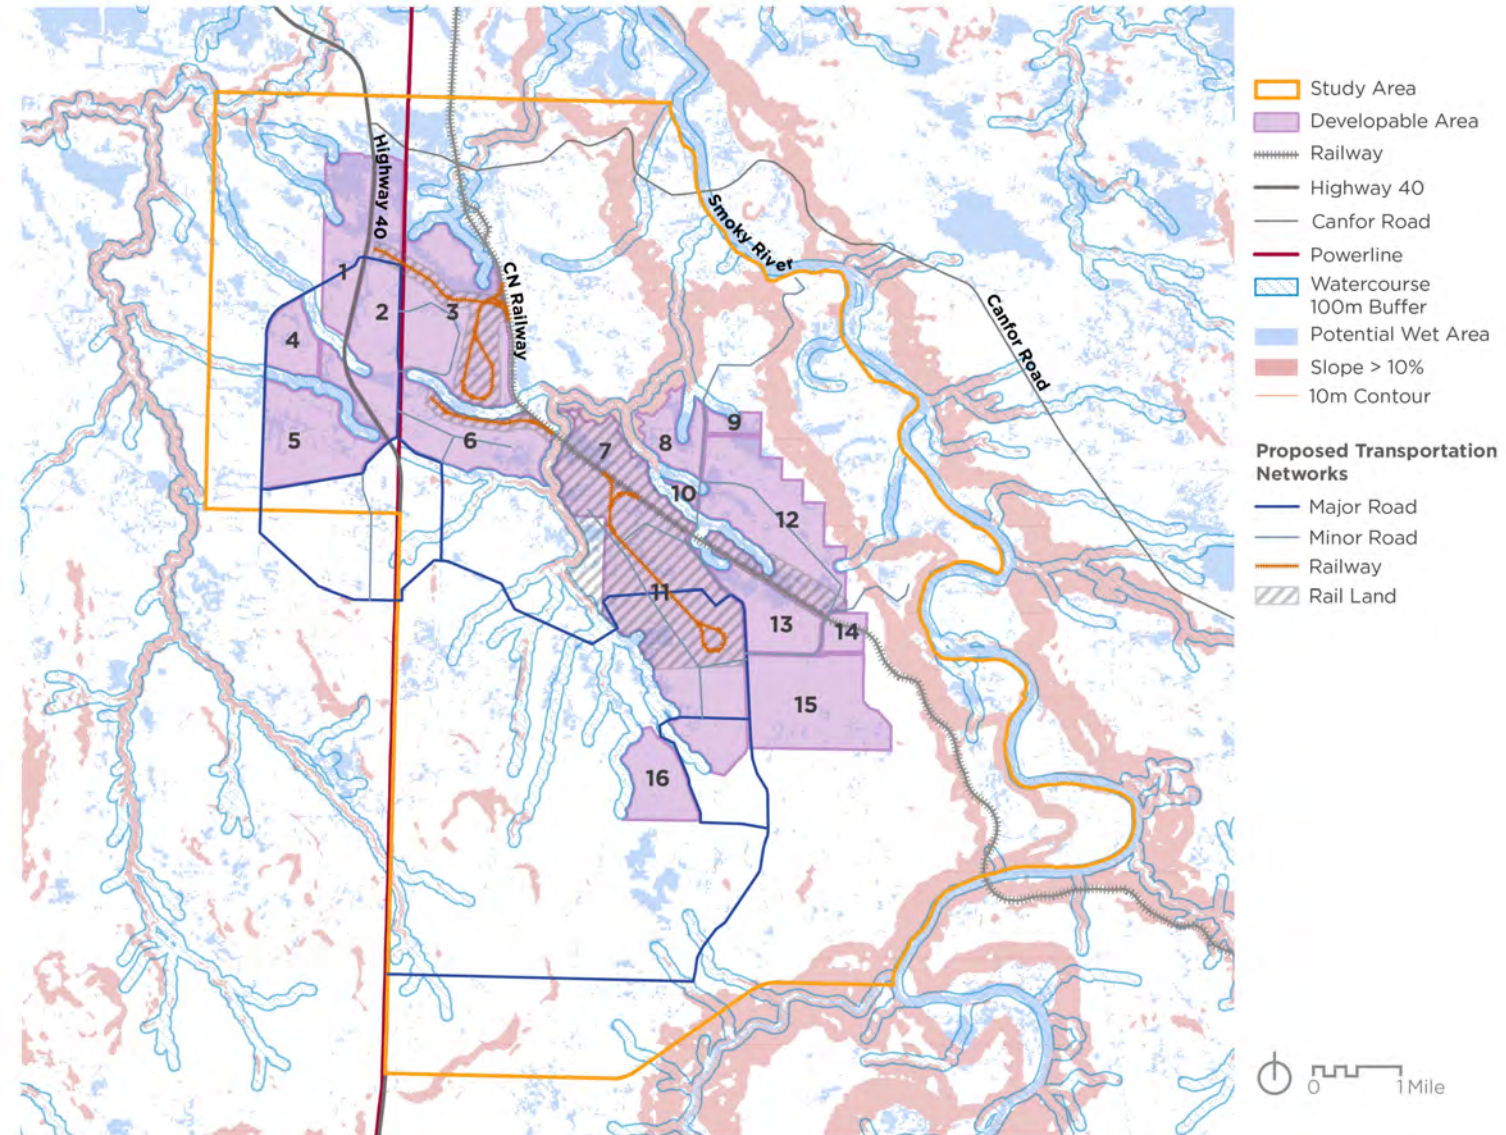 Highway 40
CN Railway
Smoky River
Canfor Road
1
2
3
4
5
6
7
8
9
10
11
12
13
14
15
16
Study Area
Developable Area
Railway
Highway 40
Canfor Road
Powerline
Watercourse
100m Buffer
Potential Wet Area
Slope > 10%
10m Contour
Proposed Transportation
Networks
Major Road
Minor Road
Railway
Rail Land
0 1 Mile